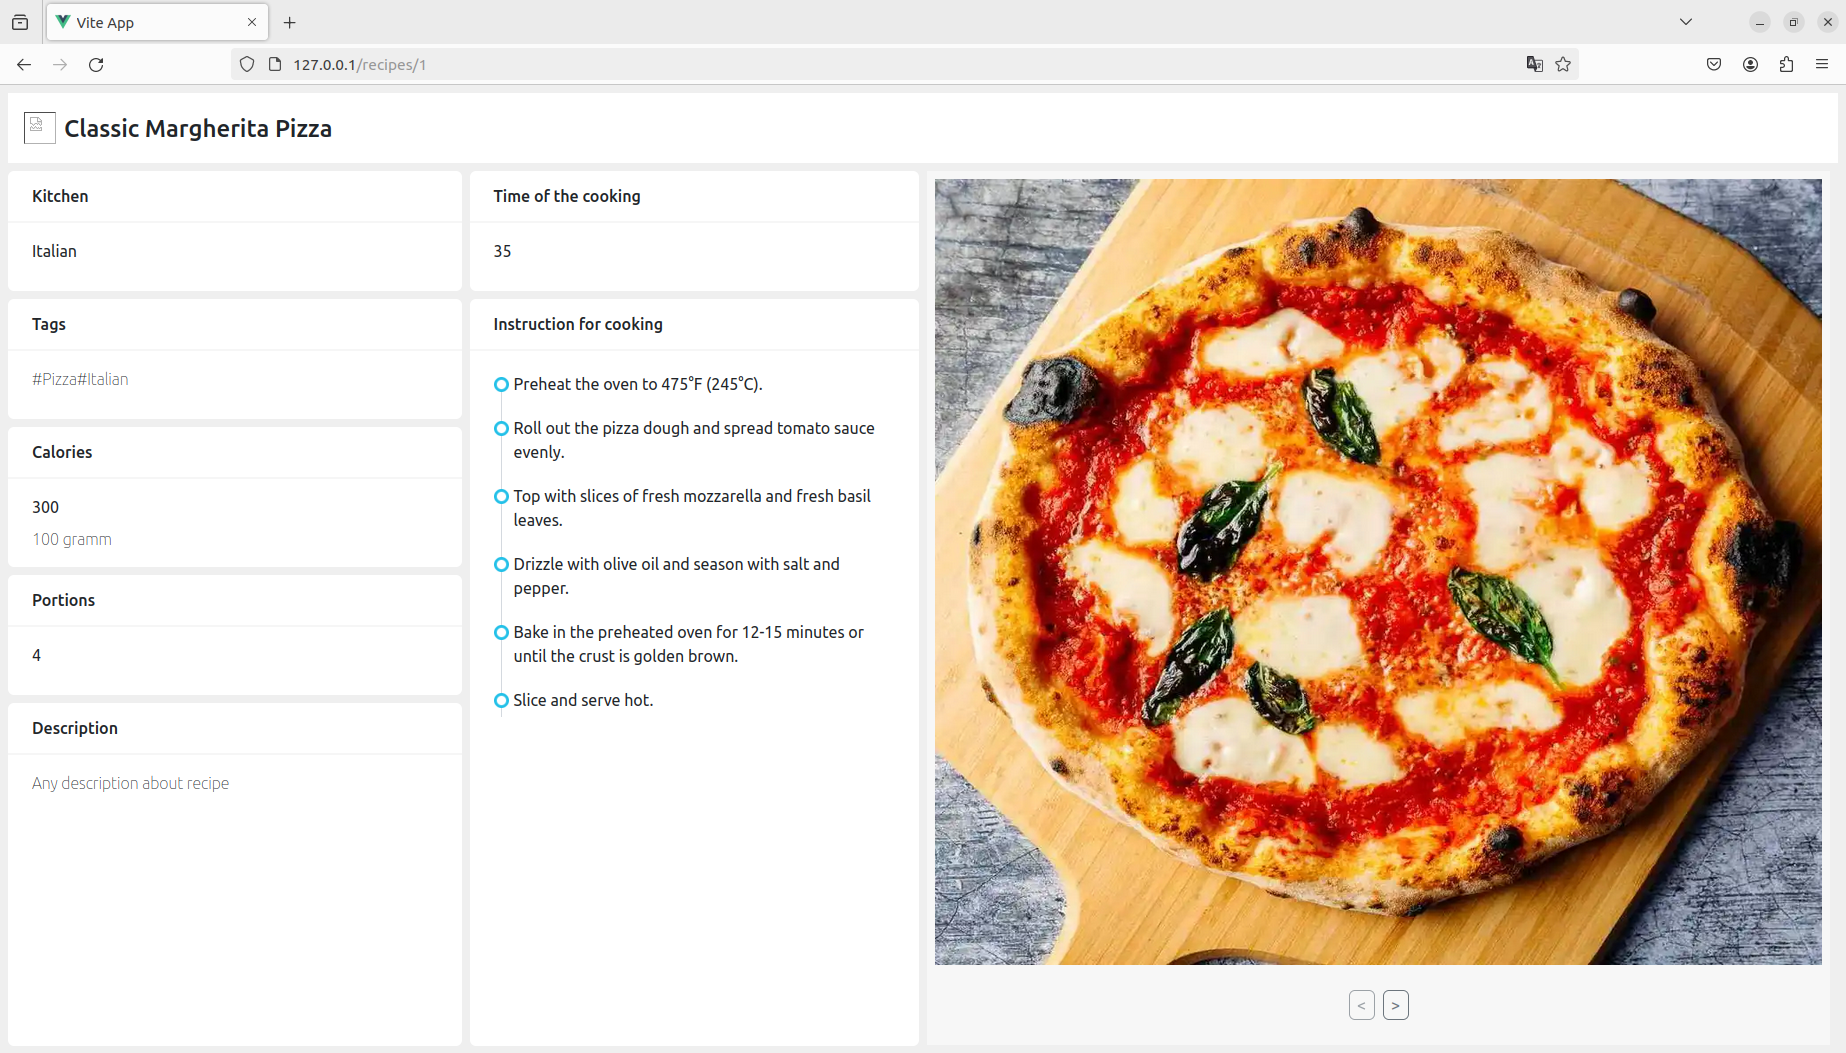 Vite App
127.0.0.1/recipes/1
Classic Margherita Pizza
Kitchen
Italian
Tags
#Pizza#Italian
Calories
300
100 gramm
Portions
4
Description
Any description about recipe
Time of the cooking
35
Instruction for cooking
Preheat the oven to 475°F (245°C).
Roll out the pizza dough and spread tomato sauce
evenly.
Top with slices of fresh mozzarella and fresh basil
leaves.
Drizzle with olive oil and season with salt and
pepper.
Bake in the preheated oven for 12-15 minutes or
until the crust is golden brown.
Slice and serve hot.
< >